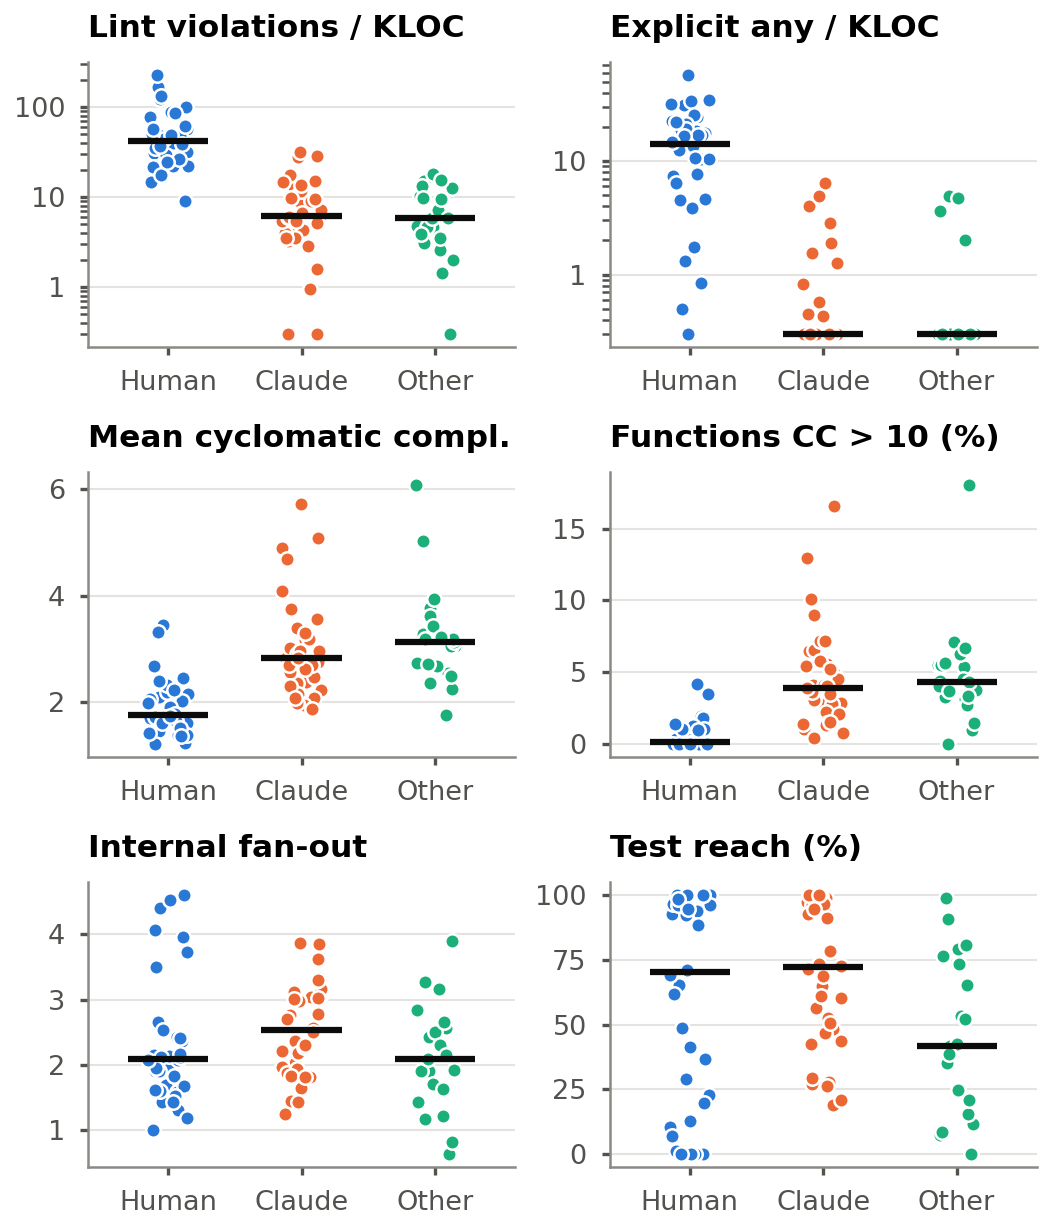 Lint violations / KLOC
Explicit any / KLOC
100
10
1
10
1
Human Claude Other
Human Claude Other
Mean cyclomatic compl.
Functions CC > 10 (%)
6
4
2
15
10
5
0
Human Claude Other
Human Claude Other
Internal fan-out
Test reach (%)
4
3
2
1
100
75
50
25
0
Human Claude Other
Human Claude Other